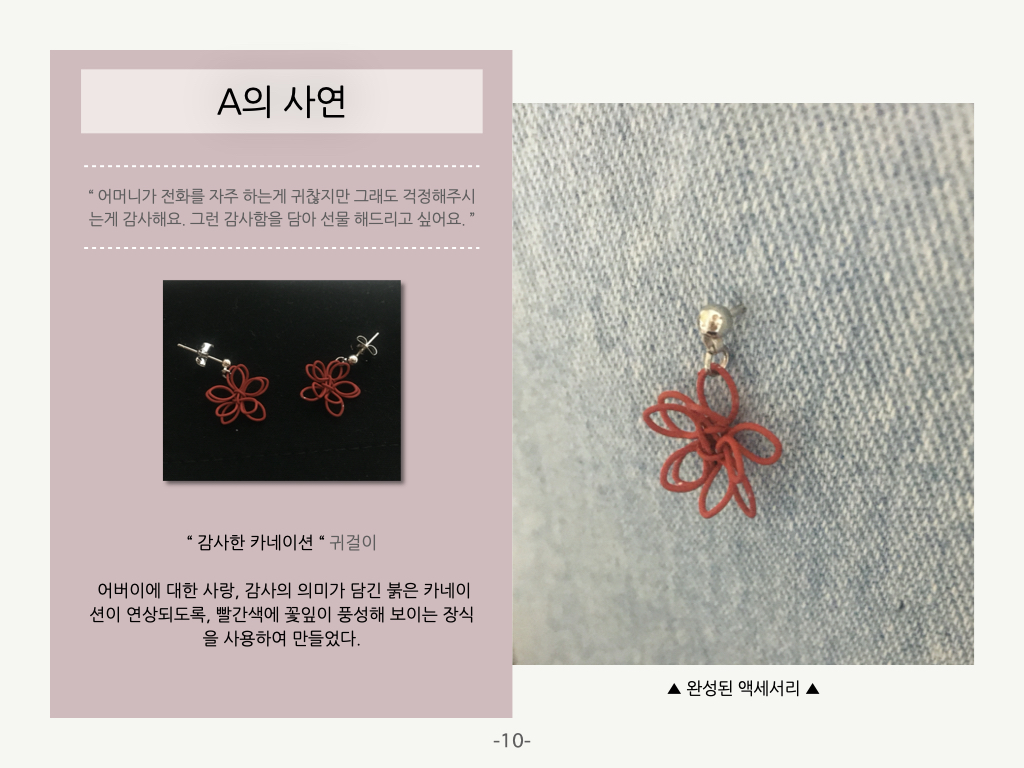 A의 사연
“ 어머니가 전화를 자주 하는게 귀찮지만 그래도 걱정해주시
는게 감사해요. 그런 감사함을 담아 선물 해드리고 싶어요. ”
“ 감사한 카네이션 “ 귀걸이
어버이에 대한 사랑, 감사의 의미가 담긴 붉은 카네이
션이 연상되도록, 빨간색에 꽃잎이 풍성해 보이는 장식
을 사용하여 만들었다.
▲ 완성된 액세서리 ▲
-10-